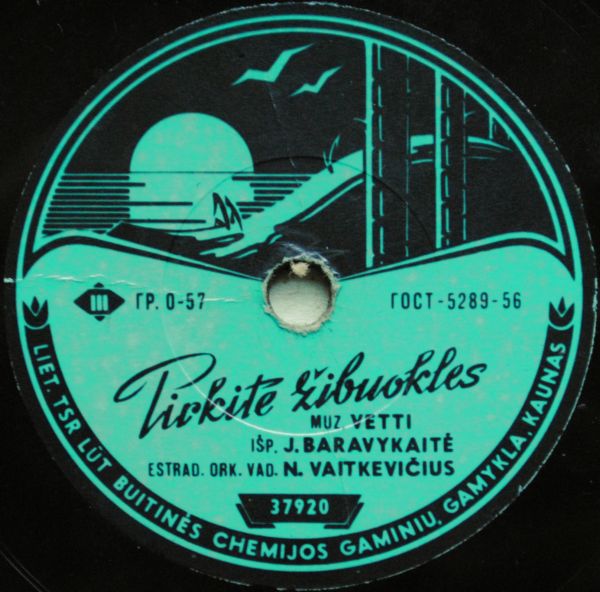 III ГР. 0-57 ГОСТ-5289-56
Pirkite žibuokles
MUZ. VETTI
IŠP. J. BARAVYKAITĖ
ESTRAD. ORK. VAD. N. VAITKEVIČIUS
37920
LIET. TSR LŪT BUITINĖS CHEMIJOS GAMINIU, GAMYKLA. KAUNAS